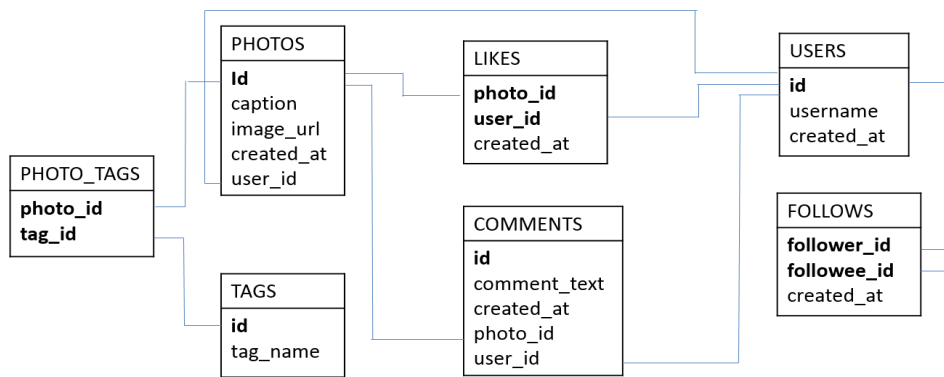 PHOTOS
Id
caption
image_url
created_at
user_id
LIKES
photo_id
user_id
created_at
USERS
id
username
created_at
PHOTO_TAGS
photo_id
tag_id
TAGS
id
tag_name
COMMENTS
id
comment_text
created_at
photo_id
user_id
FOLLOWS
follower_id
followee_id
created_at